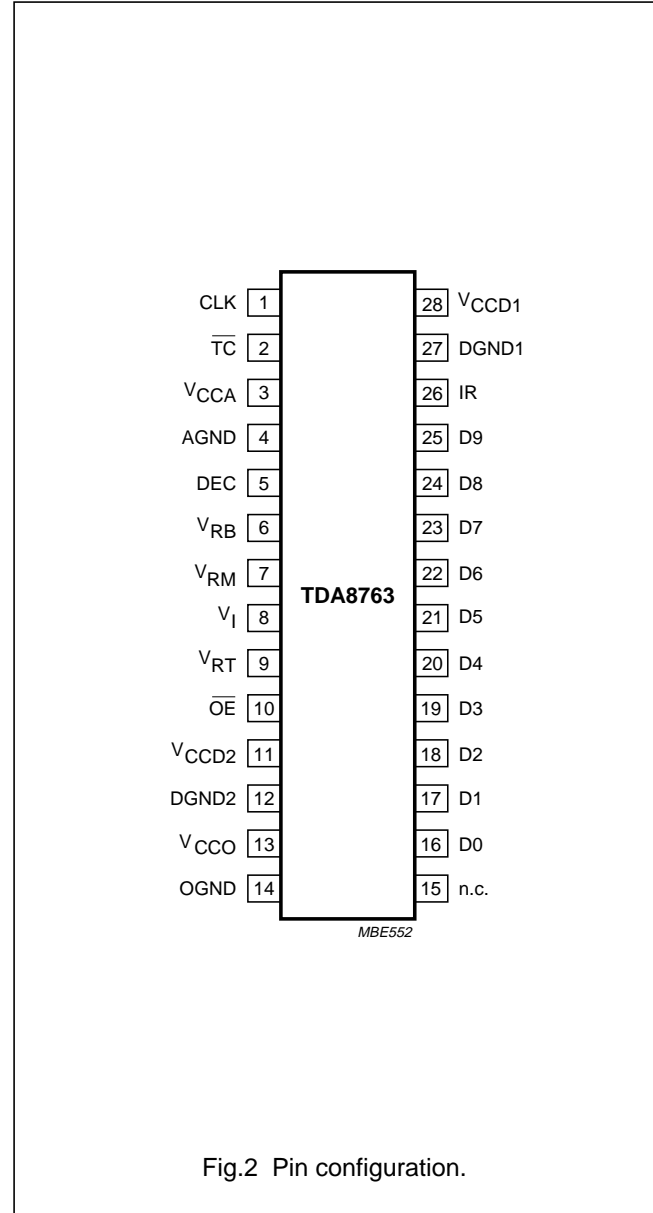 CLK 1 28 VCCD1
T̅C̅ 2 27 DGND1
VCCA 3 26 IR
AGND 4 25 D9
DEC 5 24 D8
VRB 6 23 D7
VRM 7 22 D6
TDA8763
VI 8 21 D5
VRT 9 20 D4
O̅E̅ 10 19 D3
VCCD2 11 18 D2
DGND2 12 17 D1
VCCO 13 16 D0
OGND 14 15 n.c.
MBE552
Fig.2 Pin configuration.